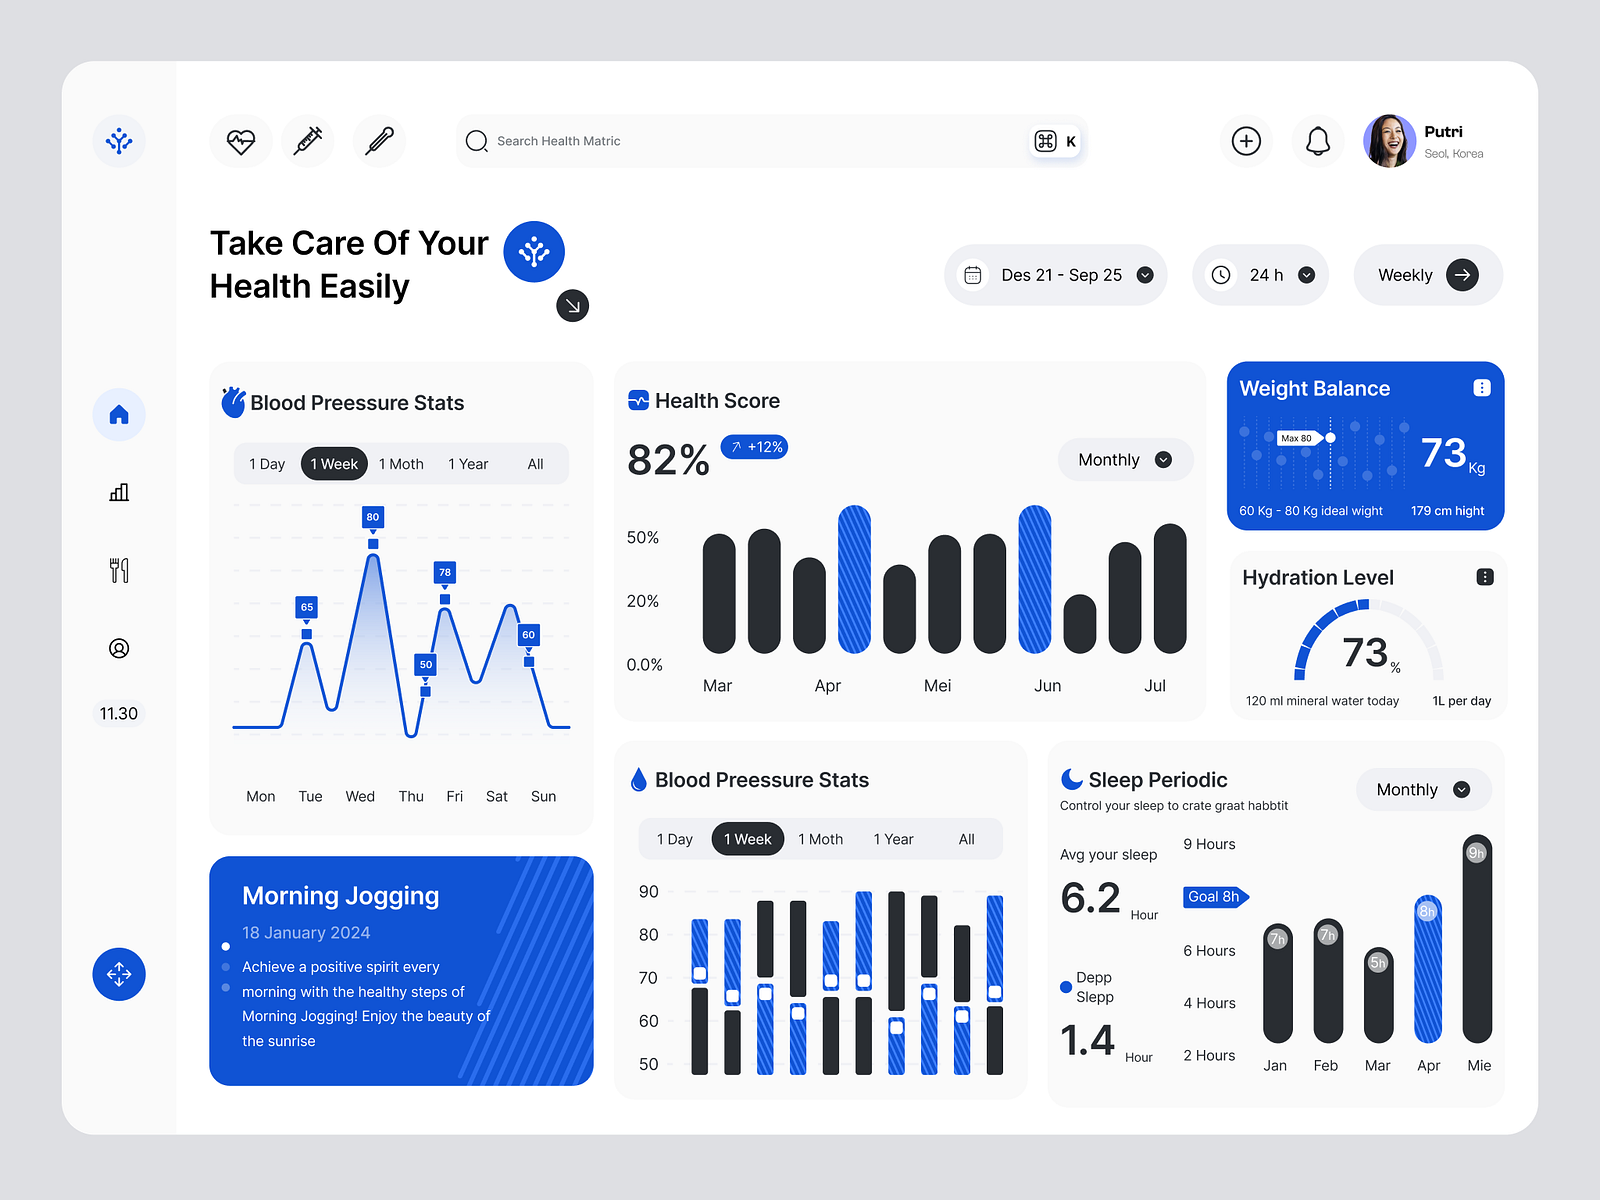 Search Health Matric
K
Putri
Seol, Korea
Take Care Of Your
Health Easily
Des 21 - Sep 25
24 h
Weekly
11.30
Blood Preessure Stats
1 Day
1 Week
1 Moth
1 Year
All
80
78
65
60
50
Mon
Tue
Wed
Thu
Fri
Sat
Sun
Morning Jogging
18 January 2024
Achieve a positive spirit every
morning with the healthy steps of
Morning Jogging! Enjoy the beauty of
the sunrise
Health Score
82%
+12%
Monthly
50%
20%
0.0%
Mar
Apr
Mei
Jun
Jul
Weight Balance
Max 80
73 Kg
60 Kg - 80 Kg ideal wight
179 cm hight
Hydration Level
73 %
120 ml mineral water today
1L per day
Blood Preessure Stats
1 Day
1 Week
1 Moth
1 Year
All
90
80
70
60
50
Sleep Periodic
Control your sleep to crate graat habbtit
Monthly
Avg your sleep
6.2 Hour
Depp
Slepp
1.4 Hour
9 Hours
Goal 8h
6 Hours
4 Hours
2 Hours
7h
7h
5h
8h
9h
Jan
Feb
Mar
Apr
Mie